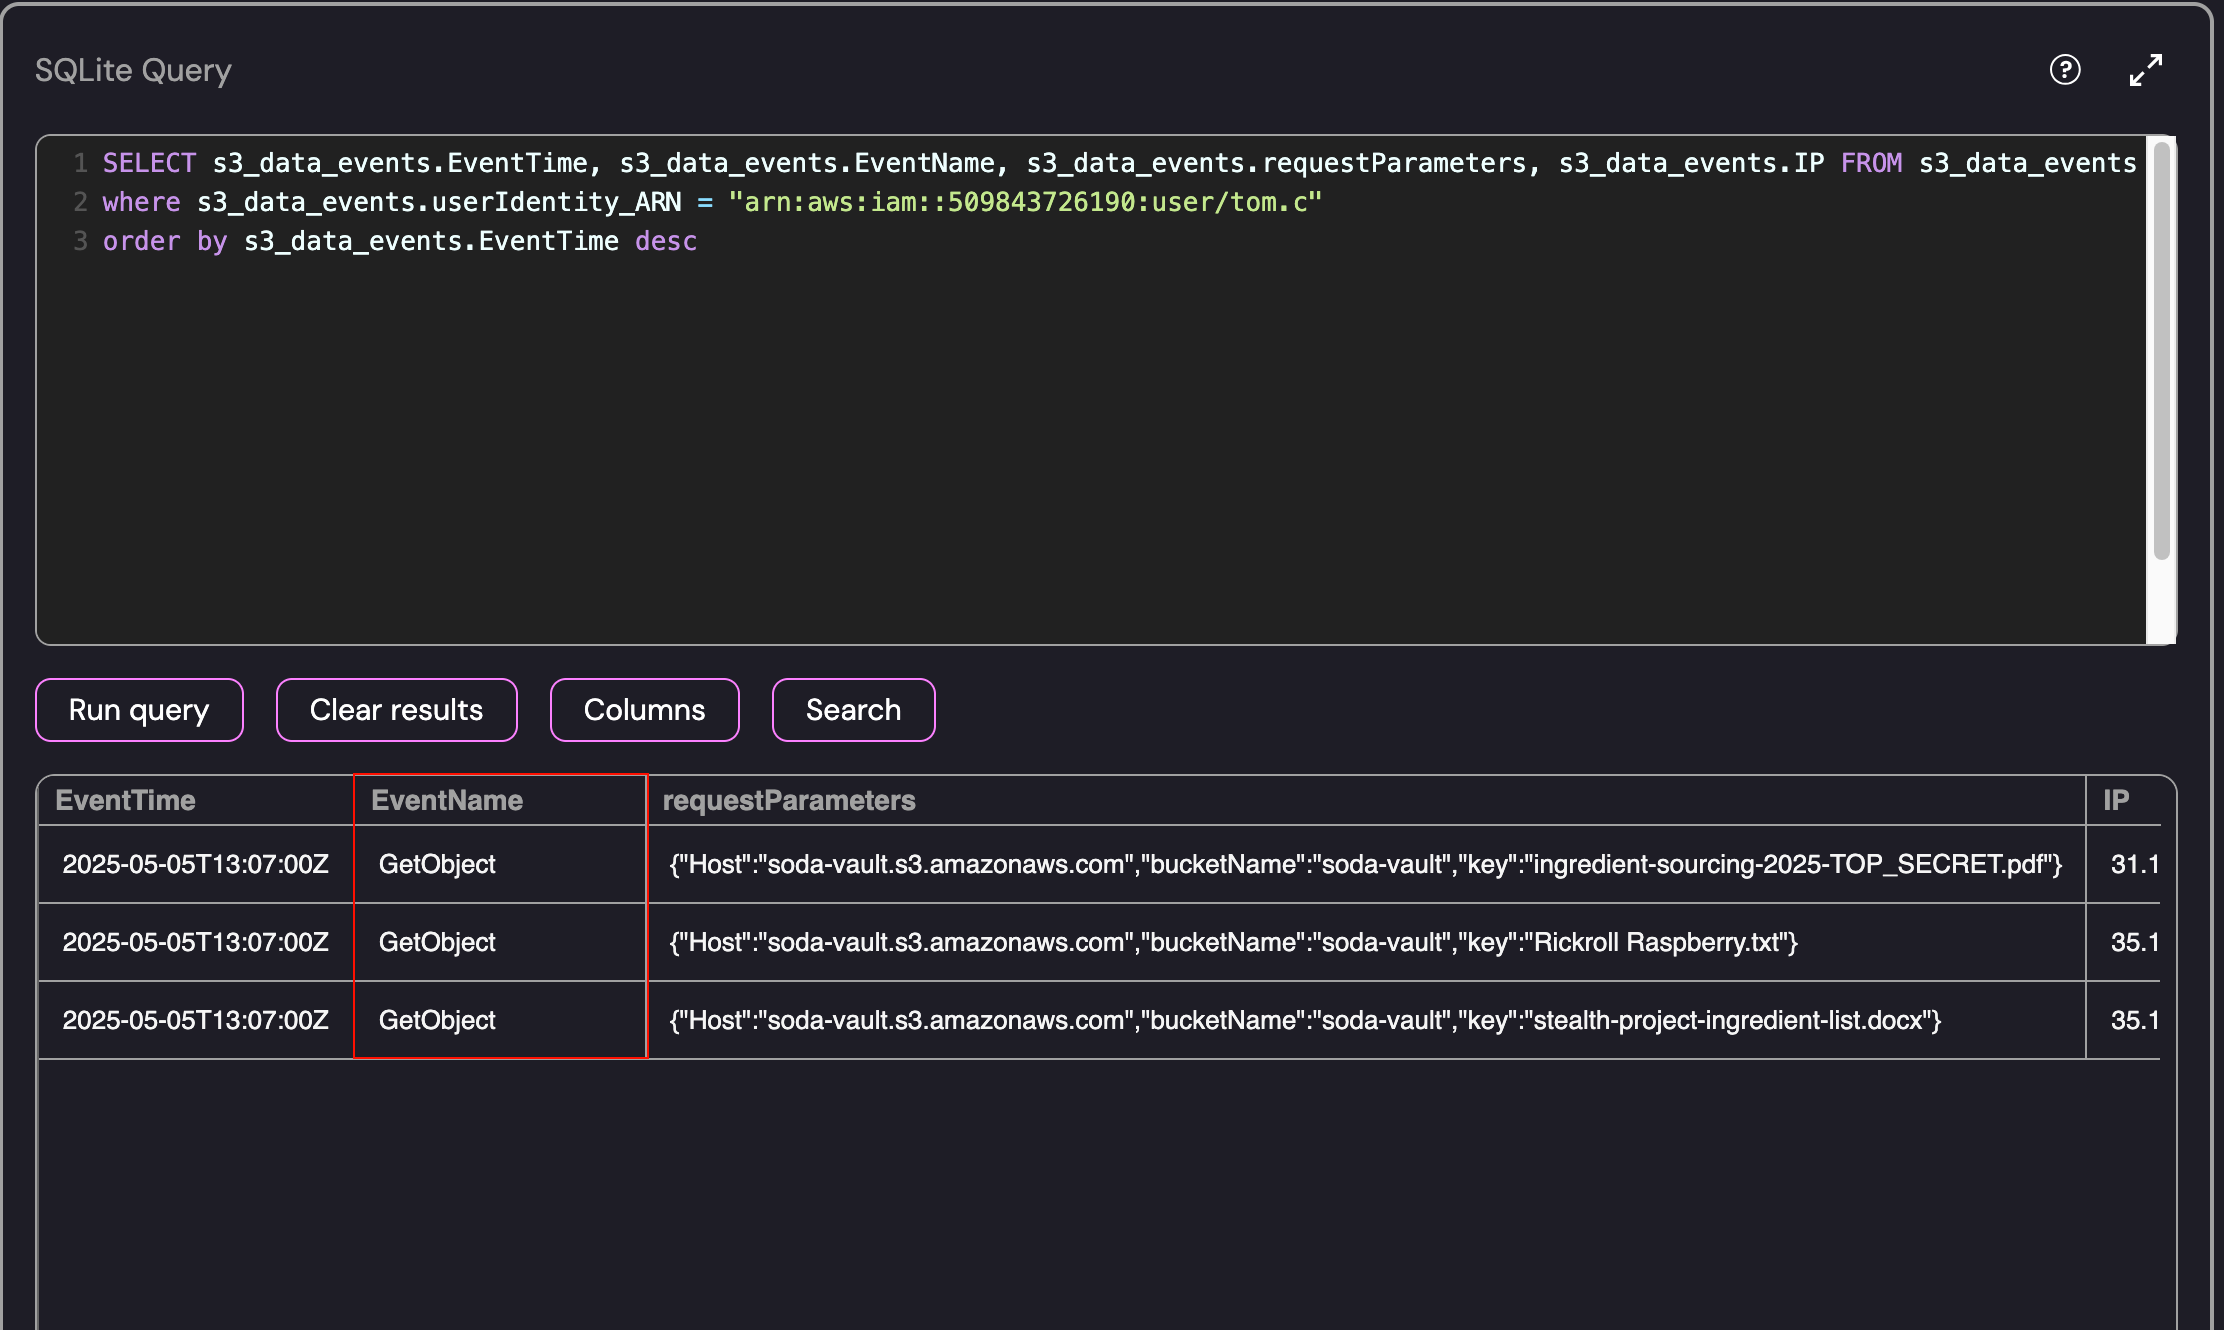 SQLite Query
?
1 SELECT s3_data_events.EventTime, s3_data_events.EventName, s3_data_events.requestParameters, s3_data_events.IP FROM s3_data_events
2 where s3_data_events.userIdentity_ARN = "arn:aws:iam::509843726190:user/tom.c"
3 order by s3_data_events.EventTime desc
Run query Clear results Columns Search
EventTime EventName requestParameters IP
2025-05-05T13:07:00Z GetObject {"Host":"soda-vault.s3.amazonaws.com","bucketName":"soda-vault","key":"ingredient-sourcing-2025-TOP_SECRET.pdf"} 31.1
2025-05-05T13:07:00Z GetObject {"Host":"soda-vault.s3.amazonaws.com","bucketName":"soda-vault","key":"Rickroll Raspberry.txt"} 35.1
2025-05-05T13:07:00Z GetObject {"Host":"soda-vault.s3.amazonaws.com","bucketName":"soda-vault","key":"stealth-project-ingredient-list.docx"} 35.1